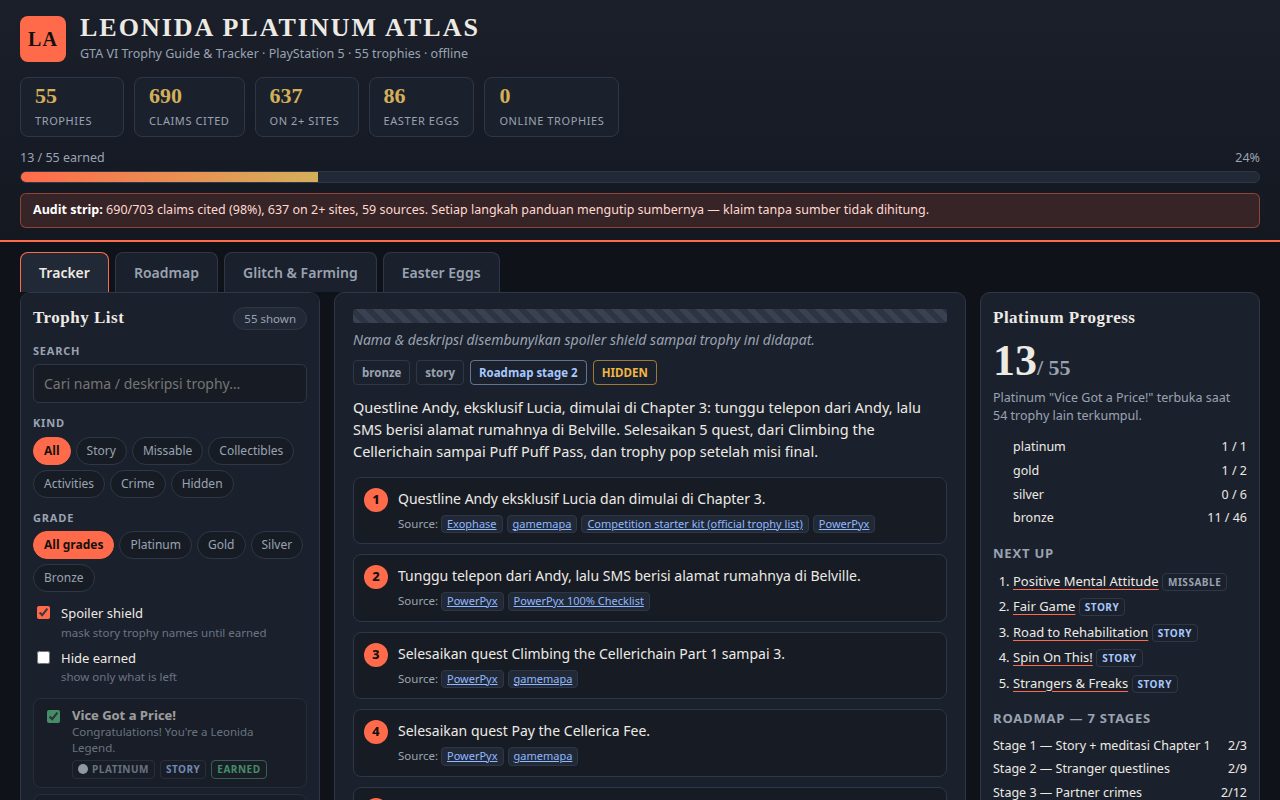 LA
LEONIDA PLATINUM ATLAS
GTA VI Trophy Guide & Tracker · PlayStation 5 · 55 trophies · offline
55
TROPHIES
690
CLAIMS CITED
637
ON 2+ SITES
86
EASTER EGGS
0
ONLINE TROPHIES
13 / 55 earned
24%
Audit strip: 690/703 claims cited (98%), 637 on 2+ sites, 59 sources. Setiap langkah panduan mengutip sumbernya — klaim tanpa sumber tidak dihitung.
Tracker
Roadmap
Glitch & Farming
Easter Eggs
Trophy List
55 shown
SEARCH
Cari nama / deskripsi trophy...
KIND
All
Story
Missable
Collectibles
Activities
Crime
Hidden
GRADE
All grades
Platinum
Gold
Silver
Bronze
Spoiler shield
mask story trophy names until earned
Hide earned
show only what is left
Vice Got a Price!
Congratulations! You're a Leonida
Legend.
PLATINUM
STORY
EARNED
Nama & deskripsi disembunyikan spoiler shield sampai trophy ini didapat.
bronze
story
Roadmap stage 2
HIDDEN
Questline Andy, eksklusif Lucia, dimulai di Chapter 3: tunggu telepon dari Andy, lalu
SMS berisi alamat rumahnya di Belville. Selesaikan 5 quest, dari Climbing the
Cellerichain sampai Puff Puff Pass, dan trophy pop setelah misi final.
1
Questline Andy eksklusif Lucia dan dimulai di Chapter 3.
Source: Exophase gamemapa Competition starter kit (official trophy list) PowerPyx
2
Tunggu telepon dari Andy, lalu SMS berisi alamat rumahnya di Belville.
Source: PowerPyx PowerPyx 100% Checklist
3
Selesaikan quest Climbing the Cellerichain Part 1 sampai 3.
Source: PowerPyx gamemapa
4
Selesaikan quest Pay the Cellerica Fee.
Source: PowerPyx gamemapa
Platinum Progress
13 / 55
Platinum "Vice Got a Price!" terbuka saat
54 trophy lain terkumpul.
platinum 1 / 1
gold 1 / 2
silver 0 / 6
bronze 11 / 46
NEXT UP
1. Positive Mental Attitude MISSABLE
2. Fair Game STORY
3. Road to Rehabilitation STORY
4. Spin On This! STORY
5. Strangers & Freaks STORY
ROADMAP — 7 STAGES
Stage 1 — Story + meditasi Chapter 1 2/3
Stage 2 — Stranger questlines 2/9
Stage 3 — Partner crimes 2/12